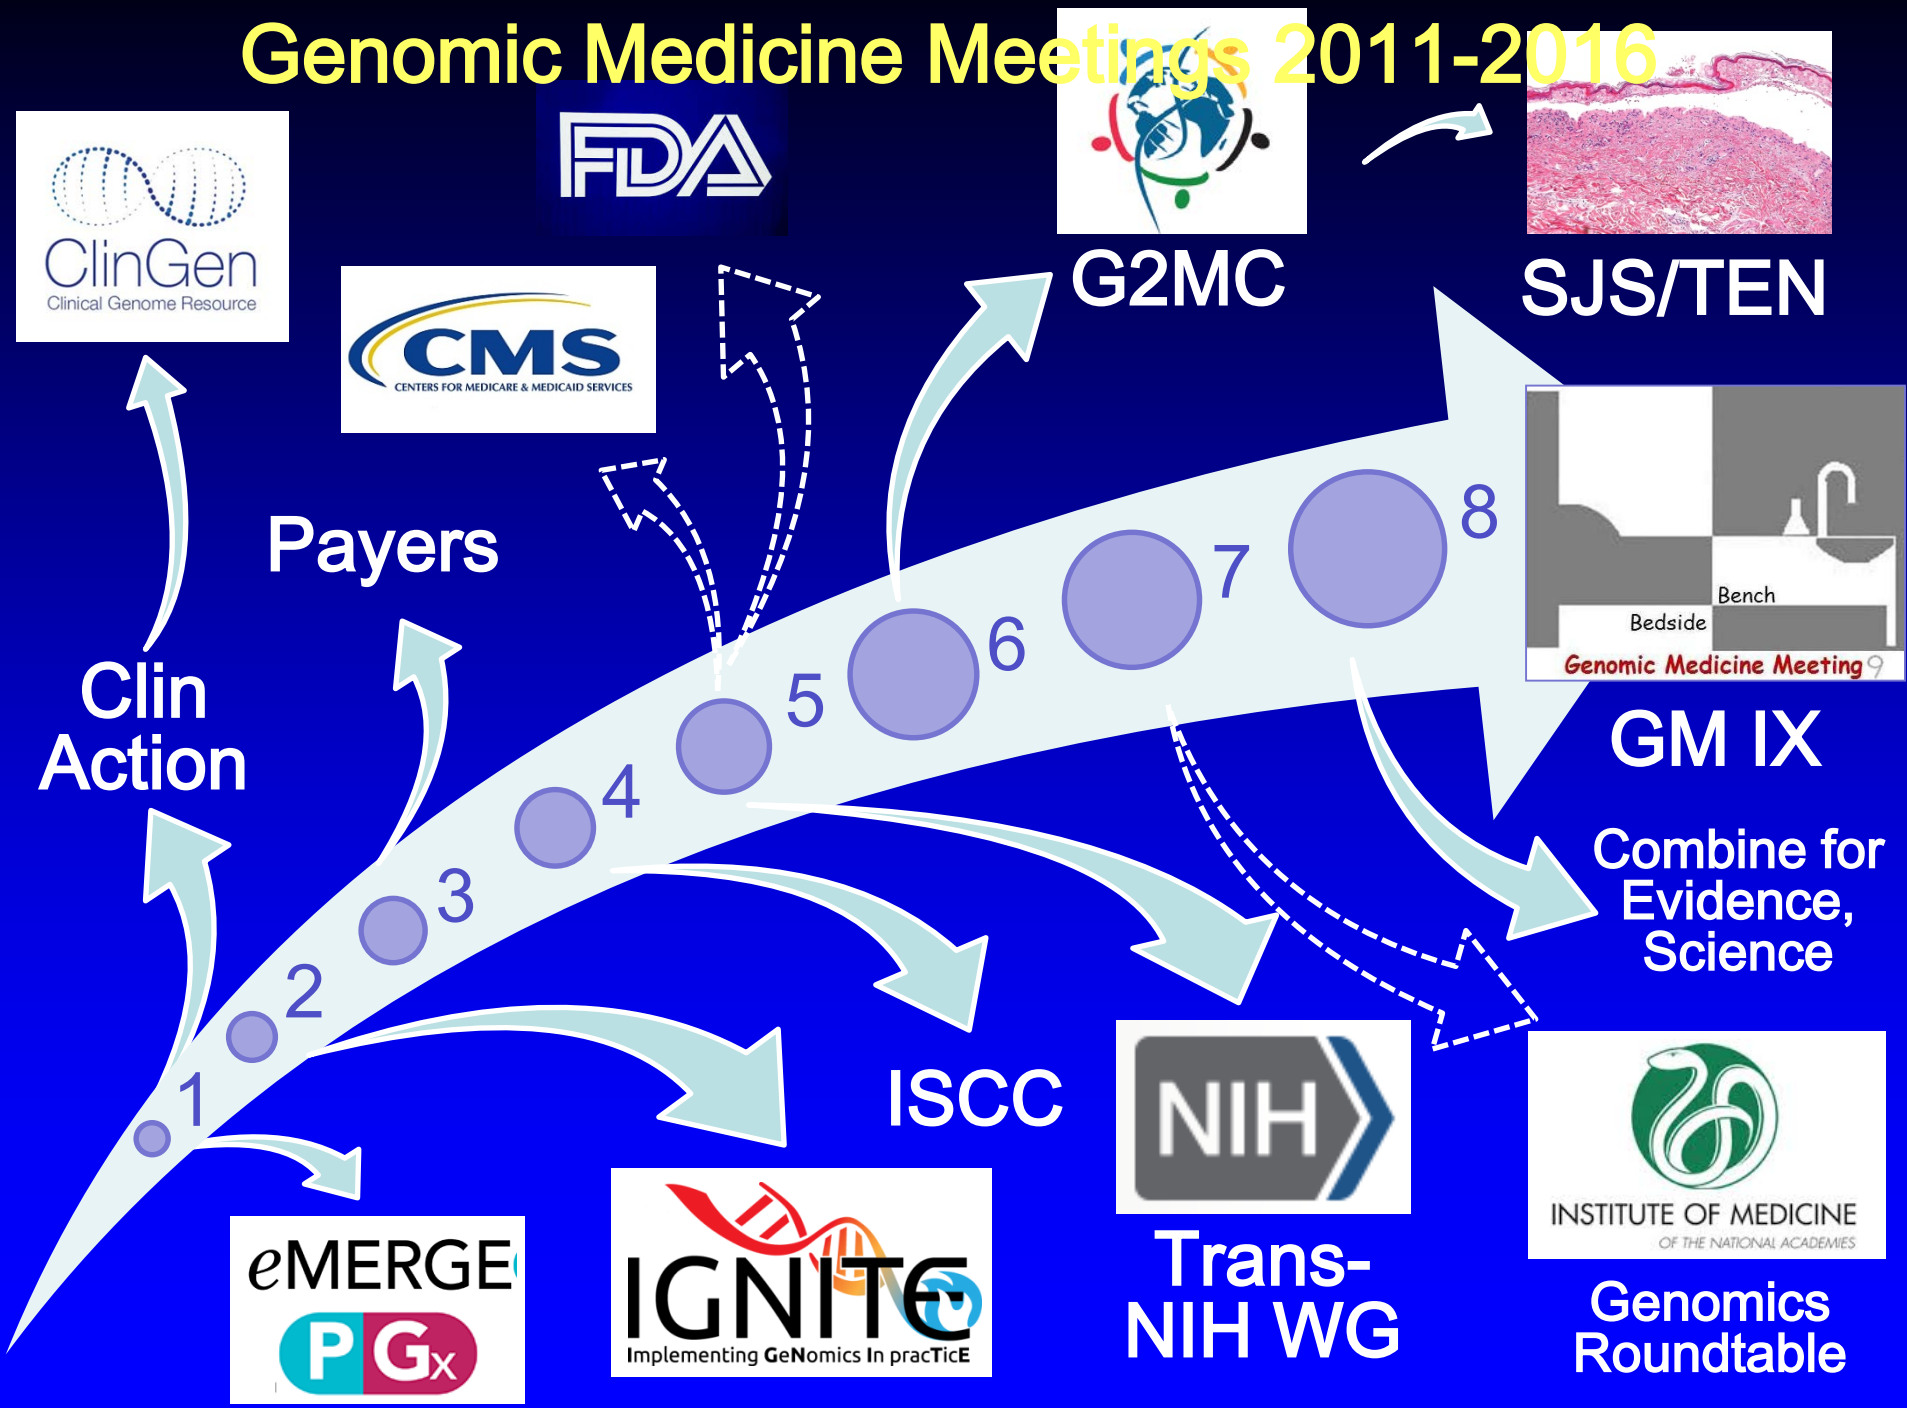 Genomic Medicine Meetings 2011-2016
ClinGen
Clinical Genome Resource
FDA
CMS
CENTERS FOR MEDICARE & MEDICAID SERVICES
G2MC
SJS/TEN
Payers
Clin
Action
1
2
3
4
5
6
7
8
Bench
Bedside
Genomic Medicine Meeting 9
GM IX
Combine for
Evidence,
Science
eMERGE
PGx
IGNITE
Implementing GeNomics In pracTicE
ISCC
NIH
Trans-
NIH WG
INSTITUTE OF MEDICINE
OF THE NATIONAL ACADEMIES
Genomics
Roundtable